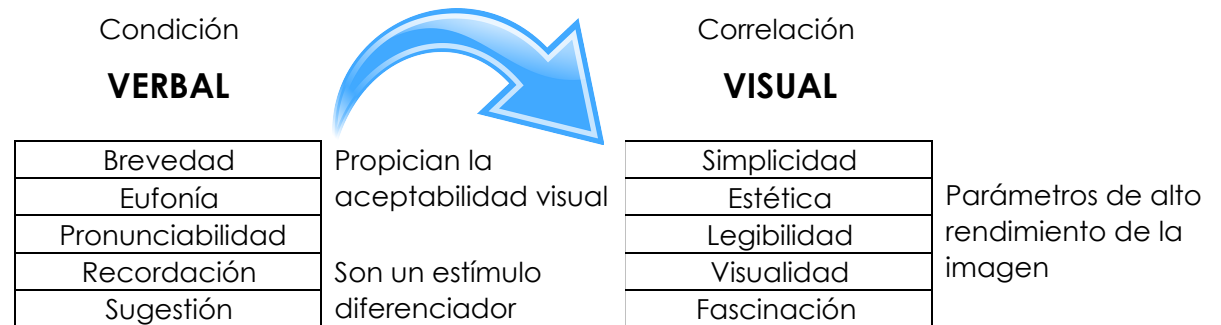 Condición
VERBAL
Correlación
VISUAL
Brevedad
Eufonía
Pronunciabilidad
Recordación
Sugestión
Propician la
aceptabilidad visual
Son un estímulo
diferenciador
Simplicidad
Estética
Legibilidad
Visualidad
Fascinación
Parámetros de alto
rendimiento de la
imagen